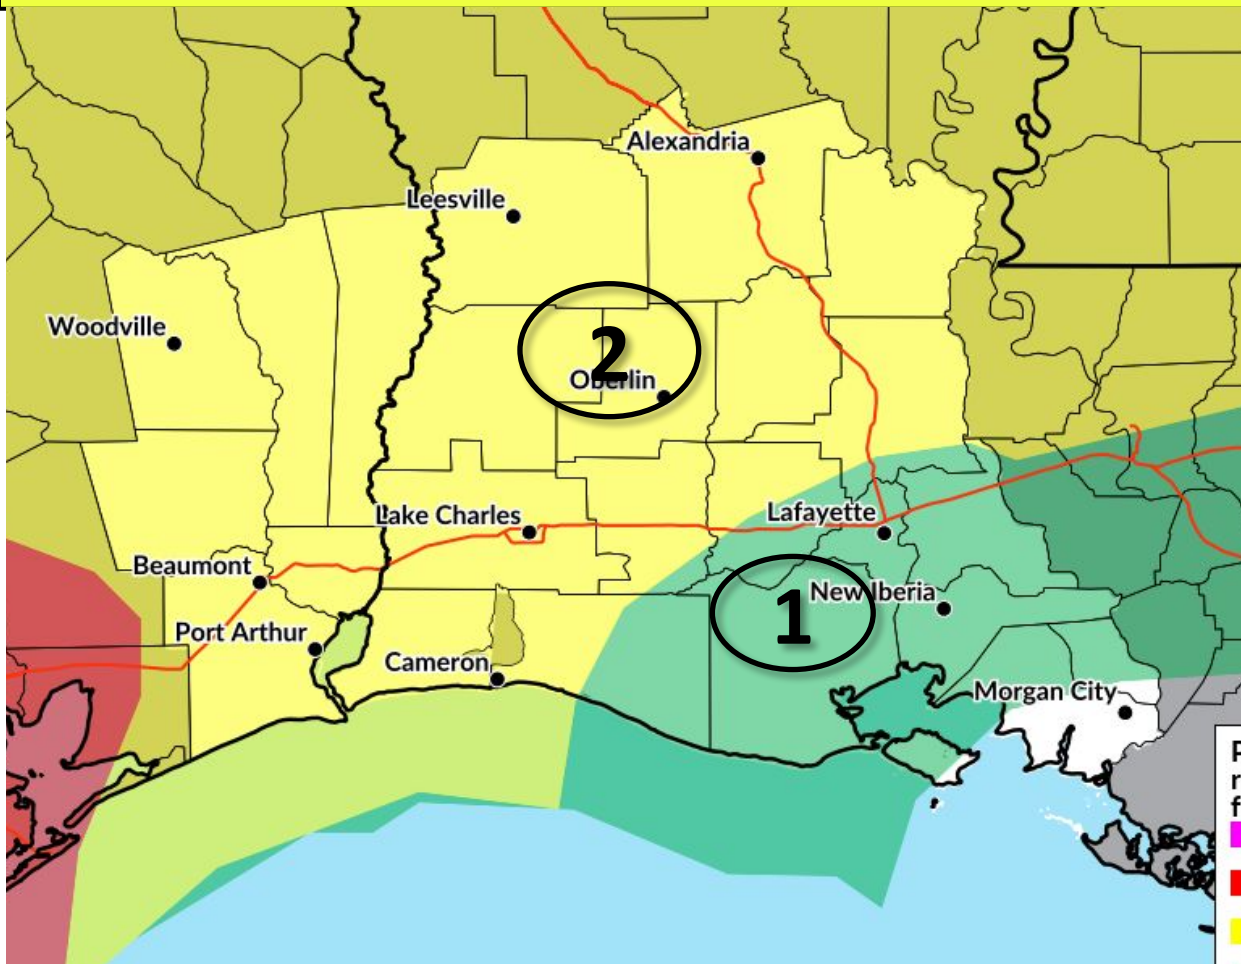 Alexandria
Leesville
Woodville
2
Oberlin
Lake Charles
Lafayette
Beaumont
1
New Iberia
Port Arthur
Cameron
Morgan City